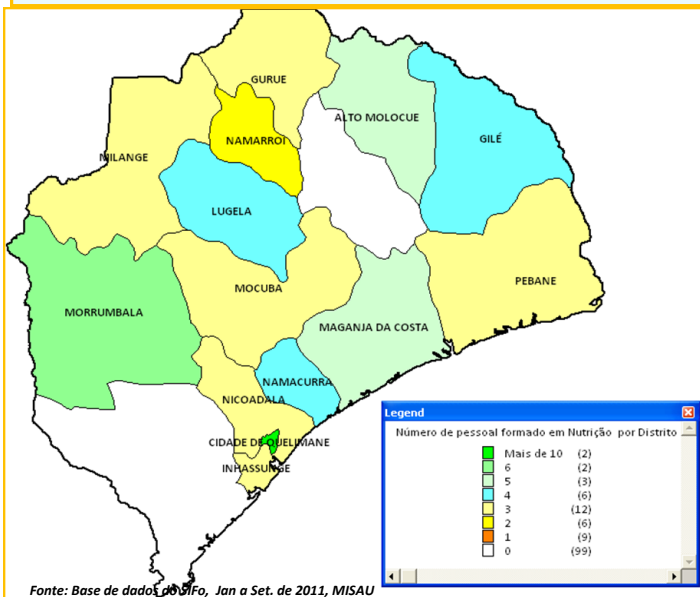 GURUE
ALTO MOLOCUE
GILÉ
NAMARROI
MILANGE
LUGELA
PEBANE
MOCUBA
MORRUMBALA
MAGANJA DA COSTA
NAMACURRA
NICOADALA
CIDADE DE QUELIMANE
INHASSUNGE
Legend
Número de pessoal formado em Nutrição por Distrito
Mais de 10 (2)
6 (2)
5 (3)
4 (6)
3 (12)
2 (6)
1 (9)
0 (99)
Fonte: Base de dados do SIFo, Jan a Set. de 2011, MISAU